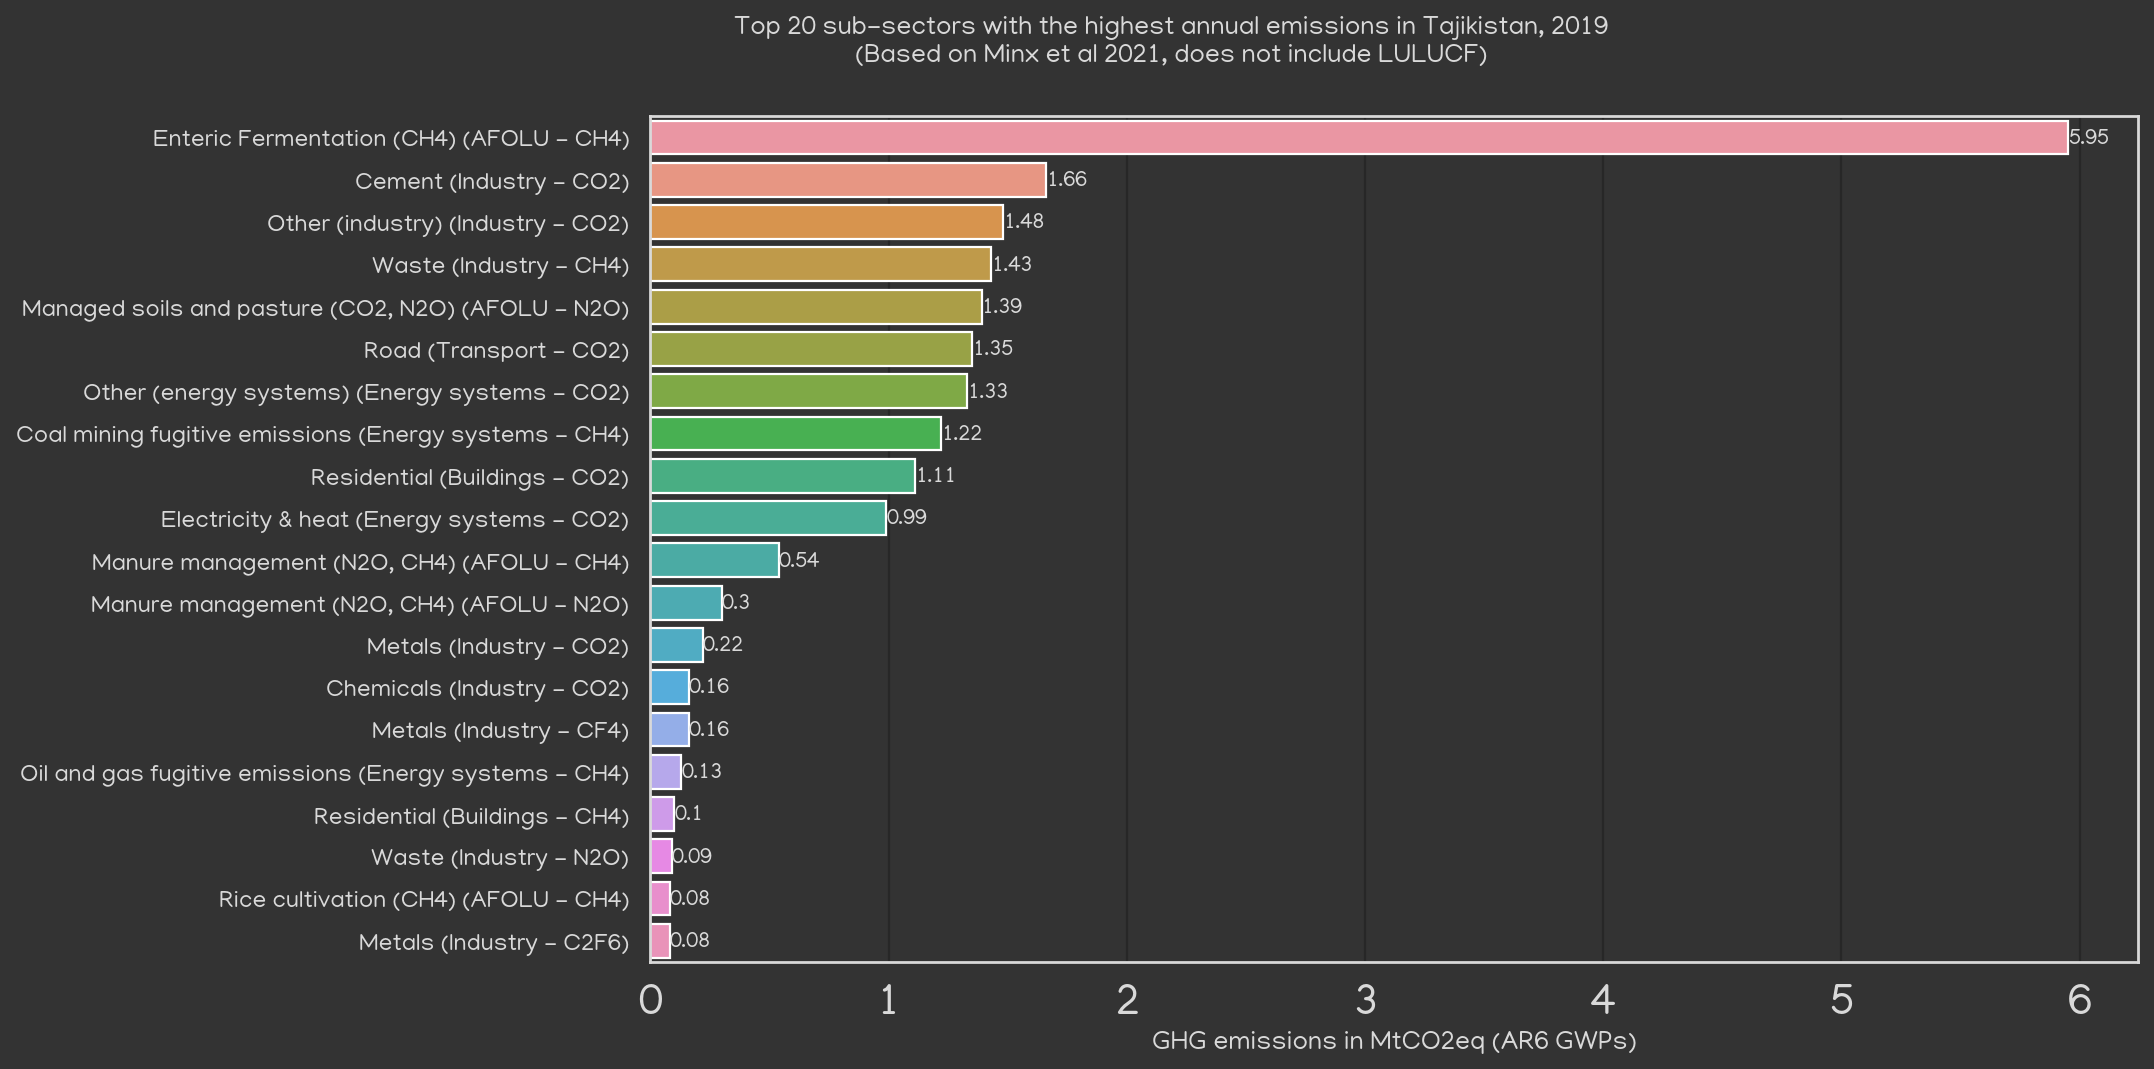 Top 20 sub-sectors with the highest annual emissions in Tajikistan, 2019
(Based on Minx et al 2021, does not include LULUCF)
Enteric Fermentation (CH4) (AFOLU - CH4) 5.95
Cement (Industry - CO2) 1.66
Other (industry) (Industry - CO2) 1.48
Waste (Industry - CH4) 1.43
Managed soils and pasture (CO2, N2O) (AFOLU - N2O) 1.39
Road (Transport - CO2) 1.35
Other (energy systems) (Energy systems - CO2) 1.33
Coal mining fugitive emissions (Energy systems - CH4) 1.22
Residential (Buildings - CO2) 1.11
Electricity & heat (Energy systems - CO2) 0.99
Manure management (N2O, CH4) (AFOLU - CH4) 0.54
Manure management (N2O, CH4) (AFOLU - N2O) 0.3
Metals (Industry - CO2) 0.22
Chemicals (Industry - CO2) 0.16
Metals (Industry - CF4) 0.16
Oil and gas fugitive emissions (Energy systems - CH4) 0.13
Residential (Buildings - CH4) 0.1
Waste (Industry - N2O) 0.09
Rice cultivation (CH4) (AFOLU - CH4) 0.08
Metals (Industry - C2F6) 0.08
0 1 2 3 4 5 6
GHG emissions in MtCO2eq (AR6 GWPs)